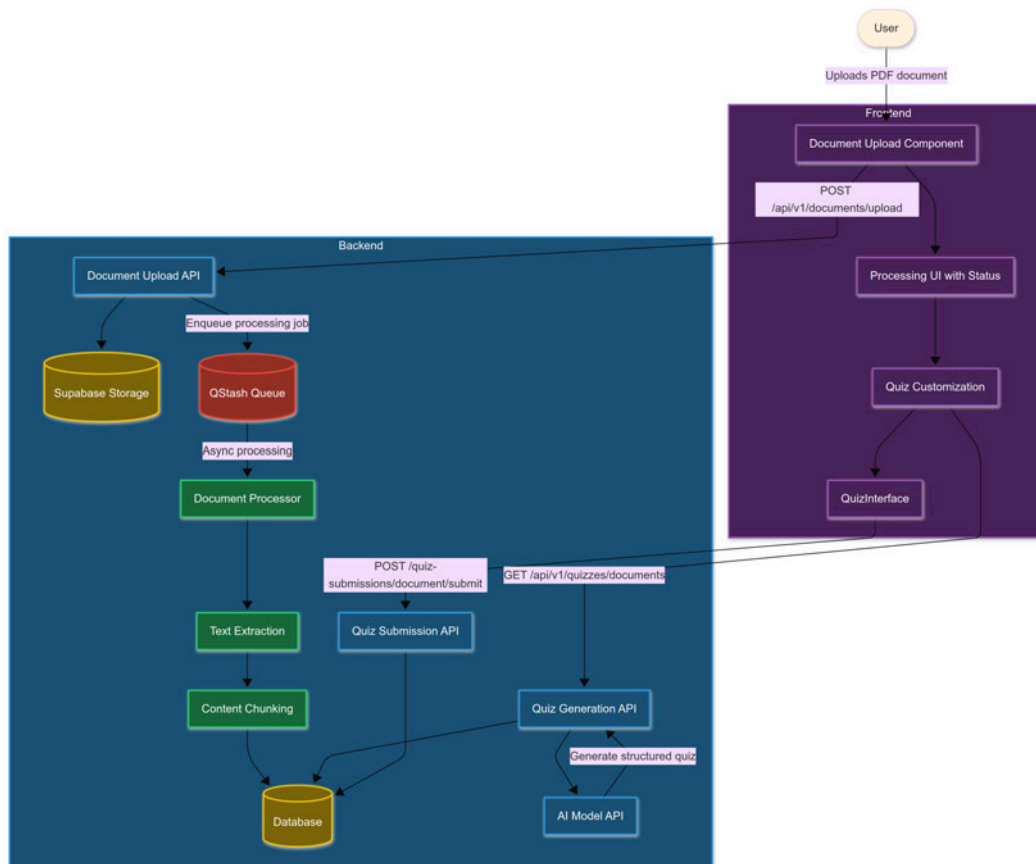 User
Uploads PDF document
Frontend
Document Upload Component
POST
/api/v1/documents/upload
Backend
Document Upload API
Processing UI with Status
Enqueue processing job
Supabase Storage
QStash Queue
Quiz Customization
Async processing
Document Processor
QuizInterface
POST /quiz-
submissions/document/submit
GET /api/v1/quizzes/documents
Text Extraction
Quiz Submission API
Content Chunking
Quiz Generation API
Generate structured quiz
Database
AI Model API